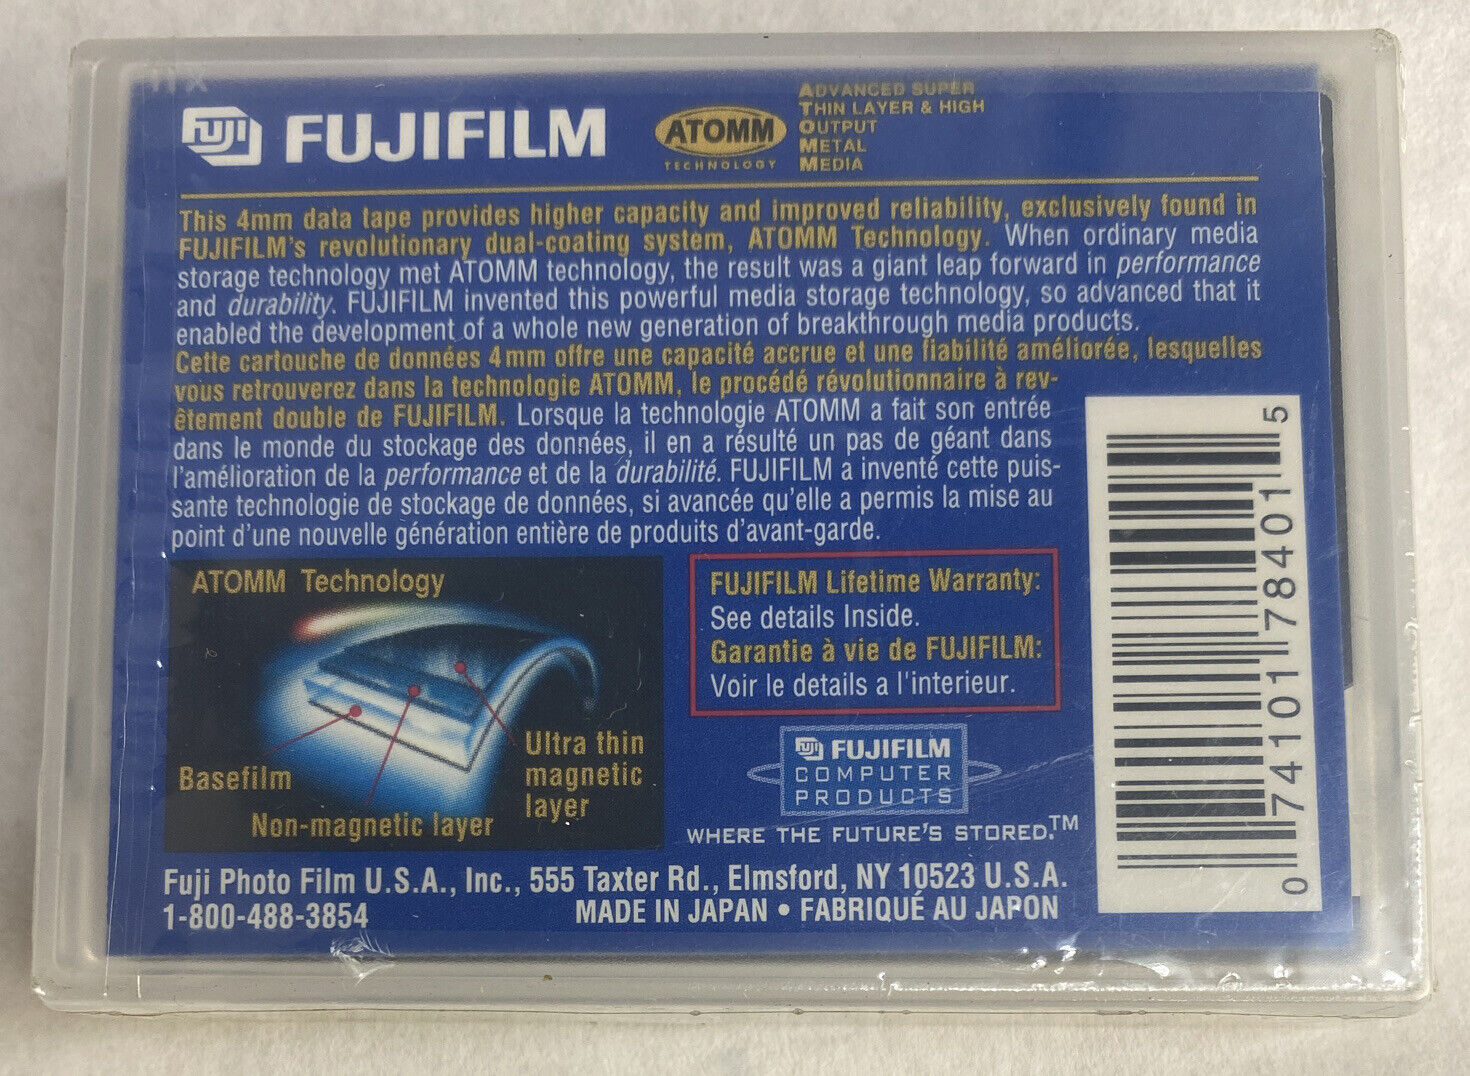 FUJI FUJIFILM
ATOMM
TECHNOLOGY
ADVANCED SUPER
THIN LAYER & HIGH
OUTPUT
METAL
MEDIA
This 4mm data tape provides higher capacity and improved reliability, exclusively found in
FUJIFILM's revolutionary dual-coating system, ATOMM Technology. When ordinary media
storage technology met ATOMM technology, the result was a giant leap forward in performance
and durability. FUJIFILM invented this powerful media storage technology, so advanced that it
enabled the development of a whole new generation of breakthrough media products.
Cette cartouche de données 4mm offre une capacité accrue et une fiabilité améliorée, lesquelles
vous retrouverez dans la technologie ATOMM, le procédé révolutionnaire à rev-
êtement double de FUJIFILM. Lorsque la technologie ATOMM a fait son entrée
dans le monde du stockage des données, il en a résulté un pas de géant dans
l'amélioration de la performance et de la durabilité. FUJIFILM a inventé cette puis-
sante technologie de stockage de données, si avancée qu'elle a permis la mise au
point d'une nouvelle génération entière de produits d'avant-garde.
ATOMM Technology
Basefilm
Non-magnetic layer
Ultra thin
magnetic
layer
FUJIFILM Lifetime Warranty:
See details Inside.
Garantie à vie de FUJIFILM:
Voir le details a l'interieur.
FUJI FUJIFILM
COMPUTER
PRODUCTS
WHERE THE FUTURE'S STORED.TM
0 74101 78401 5
Fuji Photo Film U.S.A., Inc., 555 Taxter Rd., Elmsford, NY 10523 U.S.A.
1-800-488-3854
MADE IN JAPAN • FABRIQUÉ AU JAPON